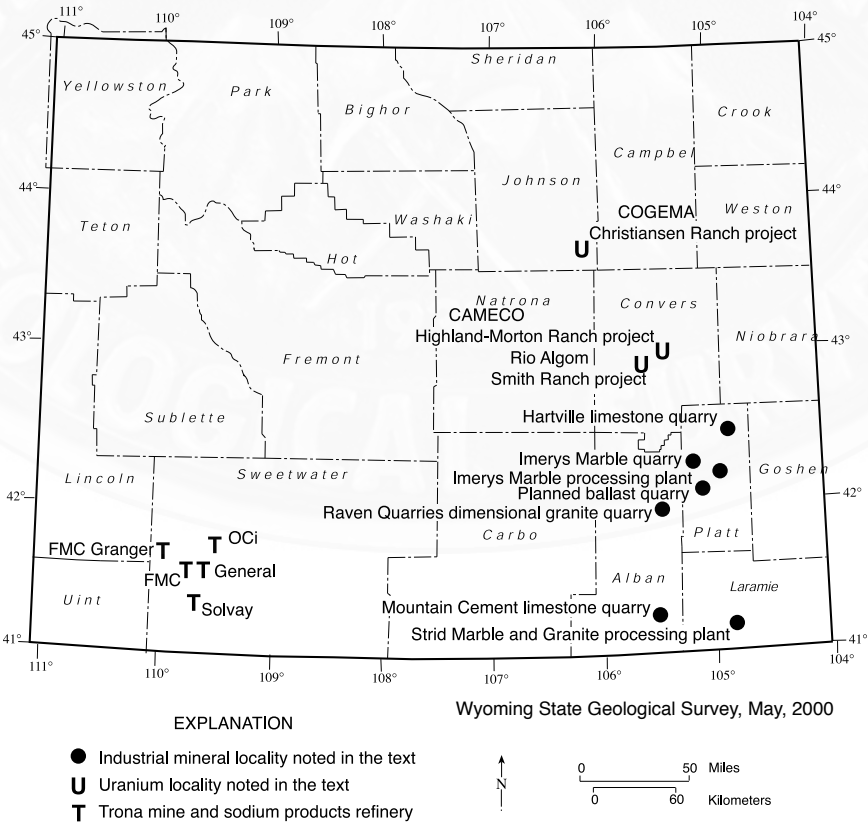 111° 110° 109° 108° 107° 106° 105° 104°
45° 45°
Sheridan
Yellowston Park
Bighor
Crook
Campbel
Johnson
44° 44°
COGEMA Weston
Washaki
Teton Christiansen Ranch project
U
Hot
Natrona Convers
CAMECO
43° Highland-Morton Ranch project Niobrara 43°
Fremont Rio Algom U
U
Smith Ranch project
Sublette Hartville limestone quarry
Imerys Marble quarry
Lincoln Sweetwater Imerys Marble processing plant Goshen
42° Planned ballast quarry 42°
Raven Quarries dimensional granite quarry
Carbo Platt
FMC Granger T T OCi
FMC T T General
Alban Laramie
Uint T Solvay Mountain Cement limestone quarry
41° Strid Marble and Granite processing plant 41°
111° 110° 109° 108° 107° 106° 105° 104°
Wyoming State Geological Survey, May, 2000
EXPLANATION
Industrial mineral locality noted in the text
U Uranium locality noted in the text
T Trona mine and sodium products refinery
N
0 50 Miles
0 60 Kilometers